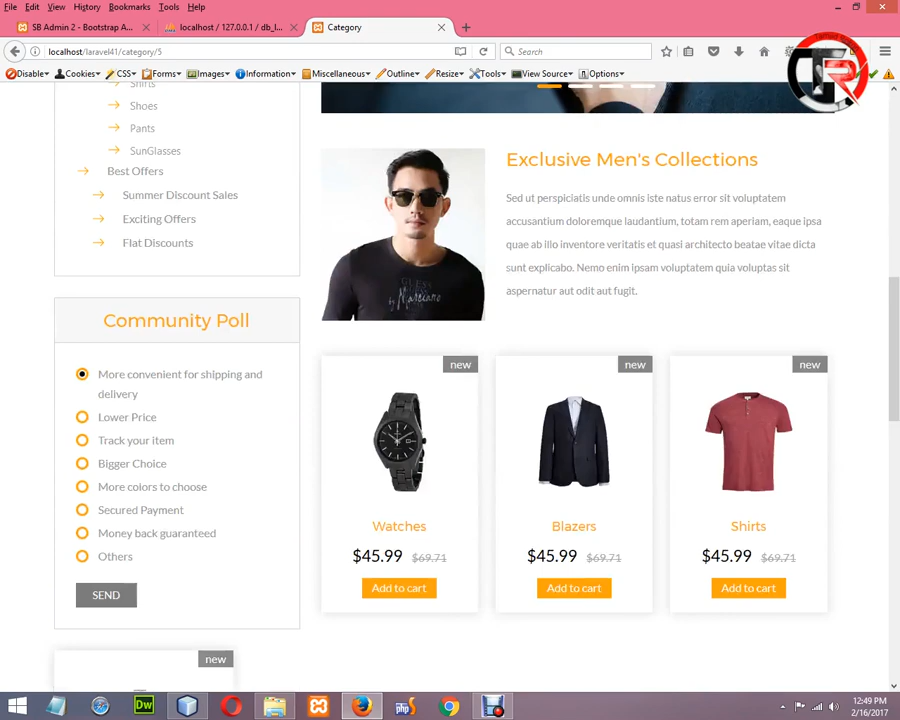 File Edit View History Bookmarks Tools Help
SB Admin 2 - Bootstrap A... × localhost / 127.0.0.1 / db_l... × Category × +
localhost/laravel41/category/5 Search
Disable Cookies CSS Forms Images Information Miscellaneous Outline Resize Tools View Source Options
Shirts
Shoes
Pants
SunGlasses
Best Offers
Summer Discount Sales
Exciting Offers
Flat Discounts
Community Poll
More convenient for shipping and
delivery
Lower Price
Track your item
Bigger Choice
More colors to choose
Secured Payment
Money back guaranteed
Others
SEND
new
Exclusive Men's Collections
Sed ut perspiciatis unde omnis iste natus error sit voluptatem
accusantium doloremque laudantium, totam rem aperiam, eaque ipsa
quae ab illo inventore veritatis et quasi architecto beatae vitae dicta
sunt explicabo. Nemo enim ipsam voluptatem quia voluptas sit
aspernatur aut odit aut fugit.
GUESS
by Marciano
new new new
Watches Blazers Shirts
$45.99 $69.71 $45.99 $69.71 $45.99 $69.71
Add to cart Add to cart Add to cart
Dw
php
12:49 PM
2/16/2017